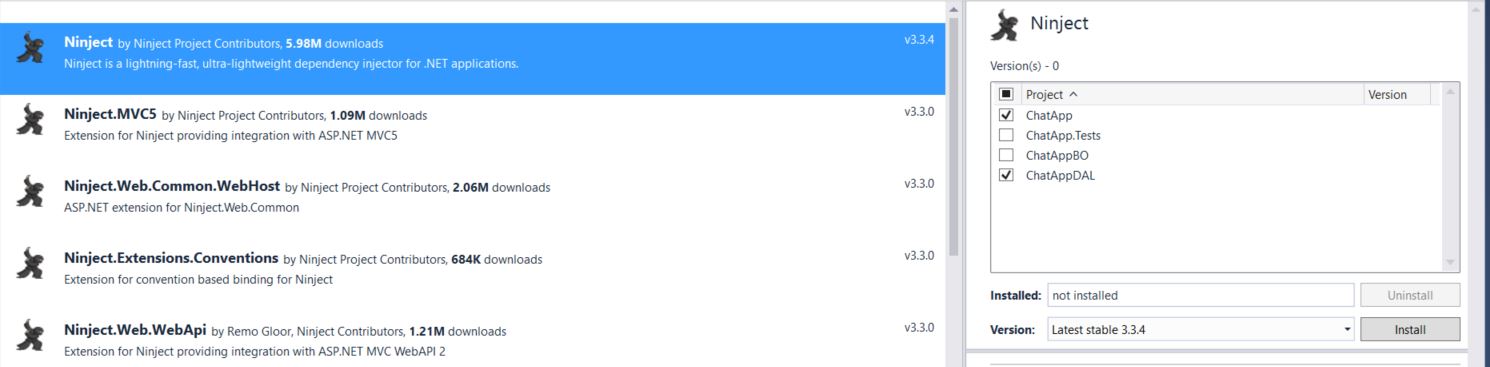 Ninject by Ninject Project Contributors, 5.98M downloads
v3.3.4
Ninject is a lightning-fast, ultra-lightweight dependency injector for .NET applications.
Ninject.MVC5 by Ninject Project Contributors, 1.09M downloads
v3.3.0
Extension for Ninject providing integration with ASP.NET MVC5
Ninject.Web.Common.WebHost by Ninject Project Contributors, 2.06M downloads
v3.3.0
ASP.NET extension for Ninject.Web.Common
Ninject.Extensions.Conventions by Ninject Project Contributors, 684K downloads
v3.3.0
Extension for convention based binding for Ninject
Ninject.Web.WebApi by Remo Gloor, Ninject Contributors, 1.21M downloads
v3.3.0
Extension for Ninject providing integration with ASP.NET MVC WebAPI 2
Ninject
Version(s) - 0
Project Version
ChatApp
ChatApp.Tests
ChatAppBO
ChatAppDAL
Installed: not installed Uninstall
Version: Latest stable 3.3.4 Install